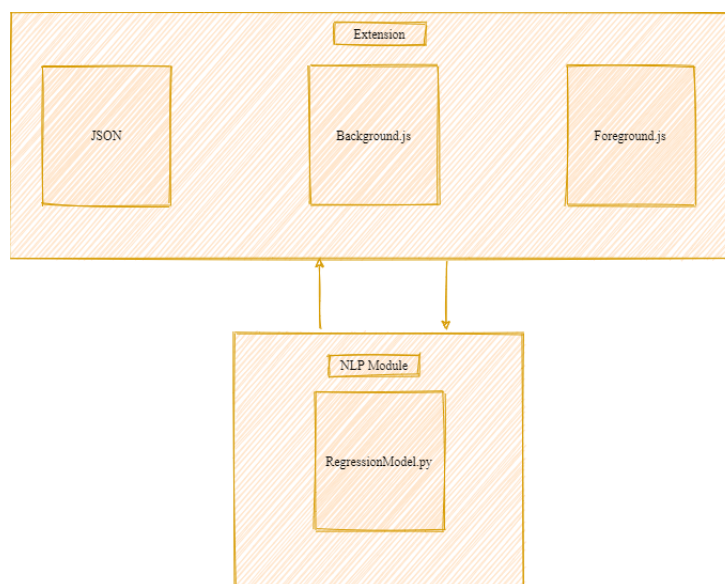 Extension
JSON
Background.js
Foreground.js
NLP Module
RegressionModel.py